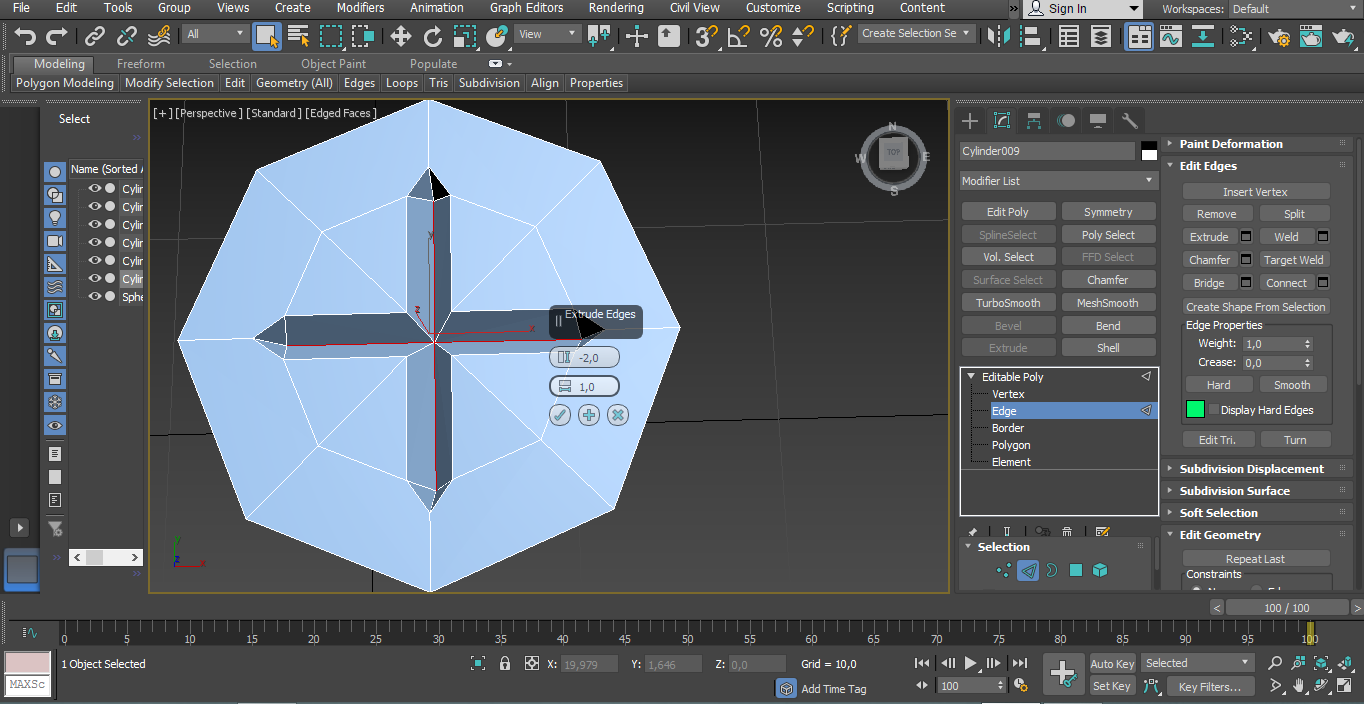 File Edit Tools Group Views Create Modifiers Animation Graph Editors Rendering Civil View Customize Scripting Content » Sign In Workspaces: Default
All View Create Selection Se
Modeling Freeform Selection Object Paint Populate
Polygon Modeling Modify Selection Edit Geometry (All) Edges Loops Tris Subdivision Align Properties
Select
Name (Sorted A
Cylin
Cylin
Cylin
Cylin
Cylin
Cylin
Sphe
[+] [Perspective] [Standard] [Edged Faces]
N
W TOP E
S
y
z
x
Extrude Edges
-2,0
1,0
y
z
x
Cylinder009
Modifier List
Edit Poly Symmetry
SplineSelect Poly Select
Vol. Select FFD Select
Surface Select Chamfer
TurboSmooth MeshSmooth
Bevel Bend
Extrude Shell
Editable Poly
Vertex
Edge
Border
Polygon
Element
Selection
Paint Deformation
Edit Edges
Insert Vertex
Remove Split
Extrude Weld
Chamfer Target Weld
Bridge Connect
Create Shape From Selection
Edge Properties
Weight: 1,0
Crease: 0,0
Hard Smooth
Display Hard Edges
Edit Tri. Turn
Subdivision Displacement
Subdivision Surface
Soft Selection
Edit Geometry
Repeat Last
Constraints
< 100 / 100 >
0 5 10 15 20 25 30 35 40 45 50 55 60 65 70 75 80 85 90 95 100
1 Object Selected X: 19,979 Y: 1,646 Z: 0,0 Grid = 10,0 Auto Key Selected
MAXSc Add Time Tag 100 Set Key Key Filters...